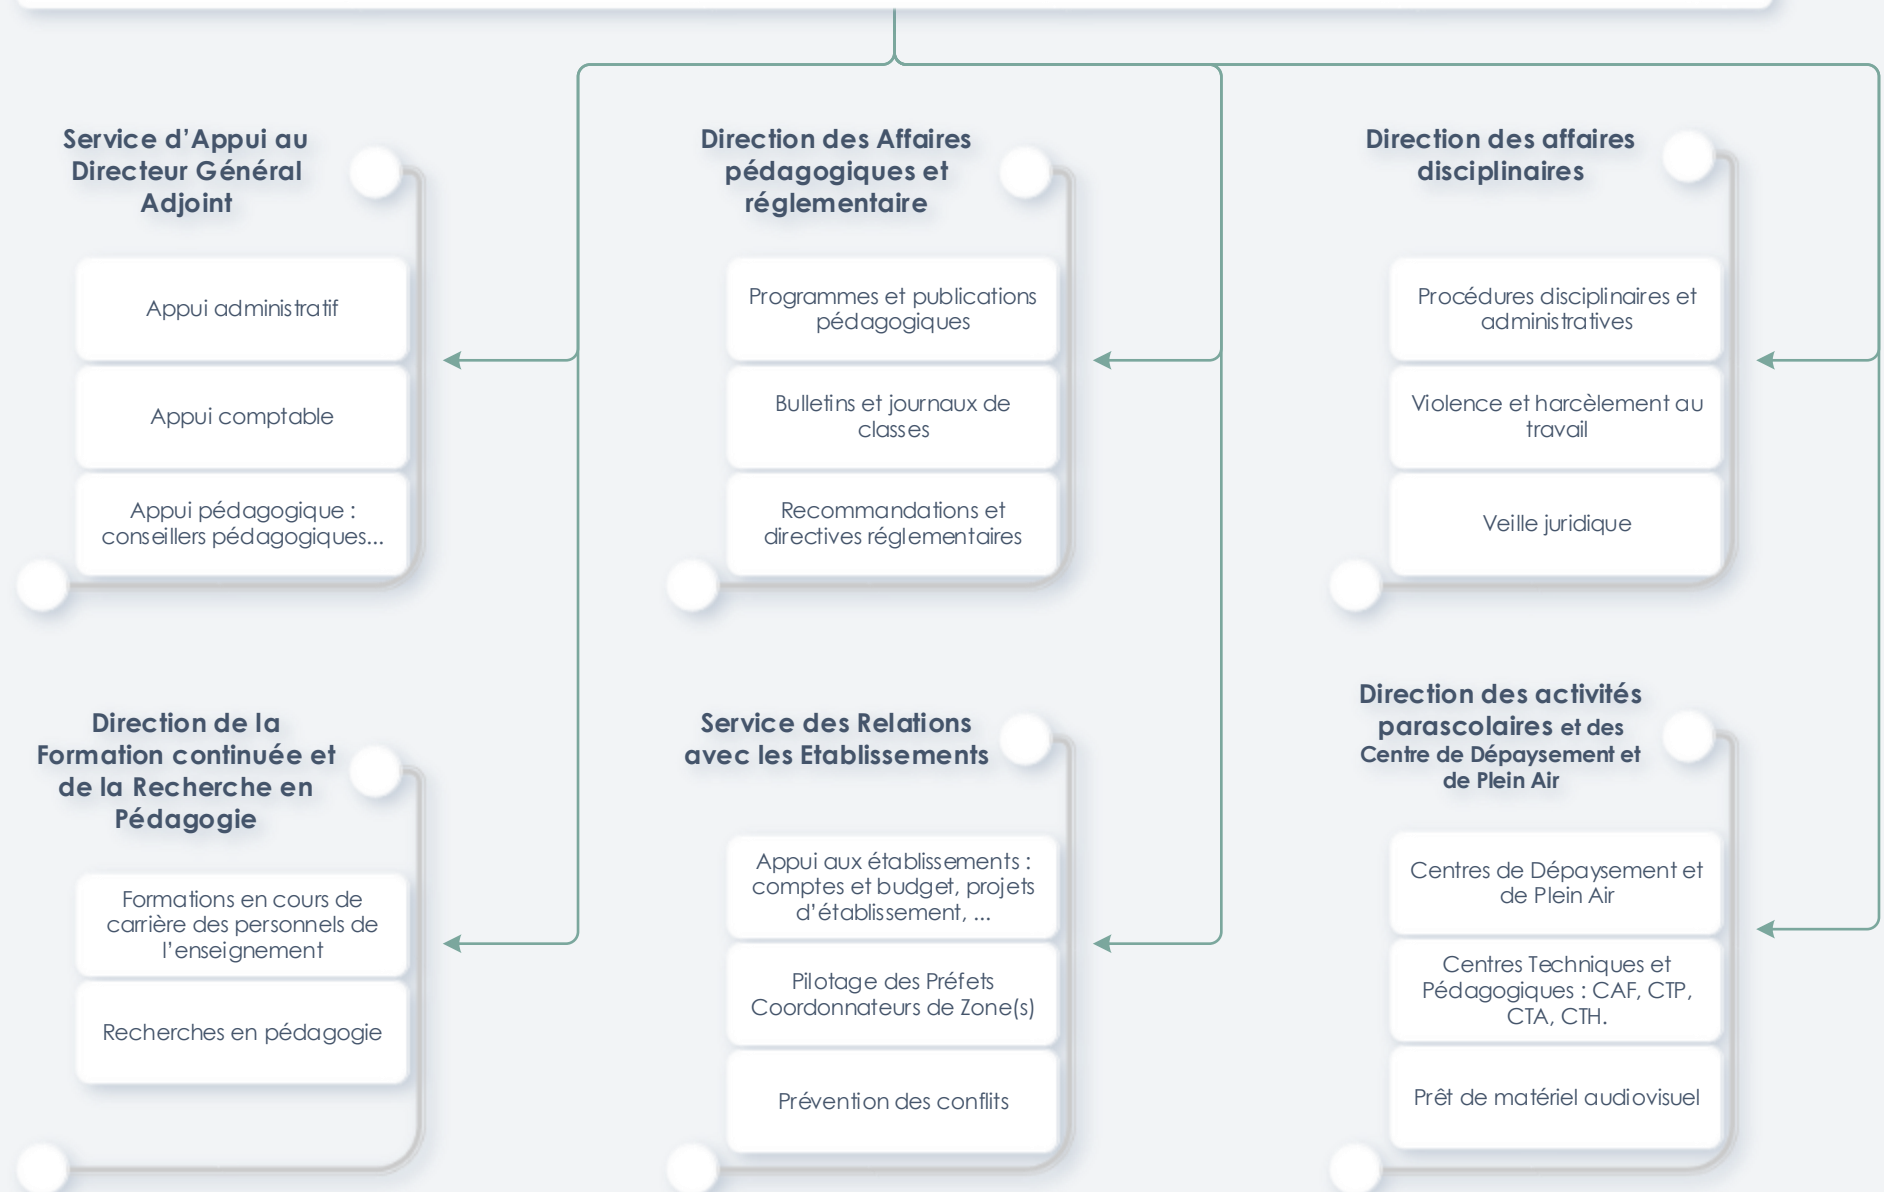 Service d’Appui au
Directeur Général
Adjoint
Appui administratif
Appui comptable
Appui pédagogique :
conseillers pédagogiques...
Direction des Affaires
pédagogiques et
réglementaire
Programmes et publications
pédagogiques
Bulletins et journaux de
classes
Recommandations et
directives réglementaires
Direction des affaires
disciplinaires
Procédures disciplinaires et
administratives
Violence et harcèlement au
travail
Veille juridique
Direction de la
Formation continuée et
de la Recherche en
Pédagogie
Formations en cours de
carrière des personnels de
l’enseignement
Recherches en pédagogie
Service des Relations
avec les Etablissements
Appui aux établissements :
comptes et budget, projets
d’établissement, ...
Pilotage des Préfets
Coordonnateurs de Zone(s)
Prévention des conflits
Direction des activités
parascolaires et des
Centre de Dépaysement et
de Plein Air
Centres de Dépaysement et
de Plein Air
Centres Techniques et
Pédagogiques : CAF, CTP,
CTA, CTH.
Prêt de matériel audiovisuel